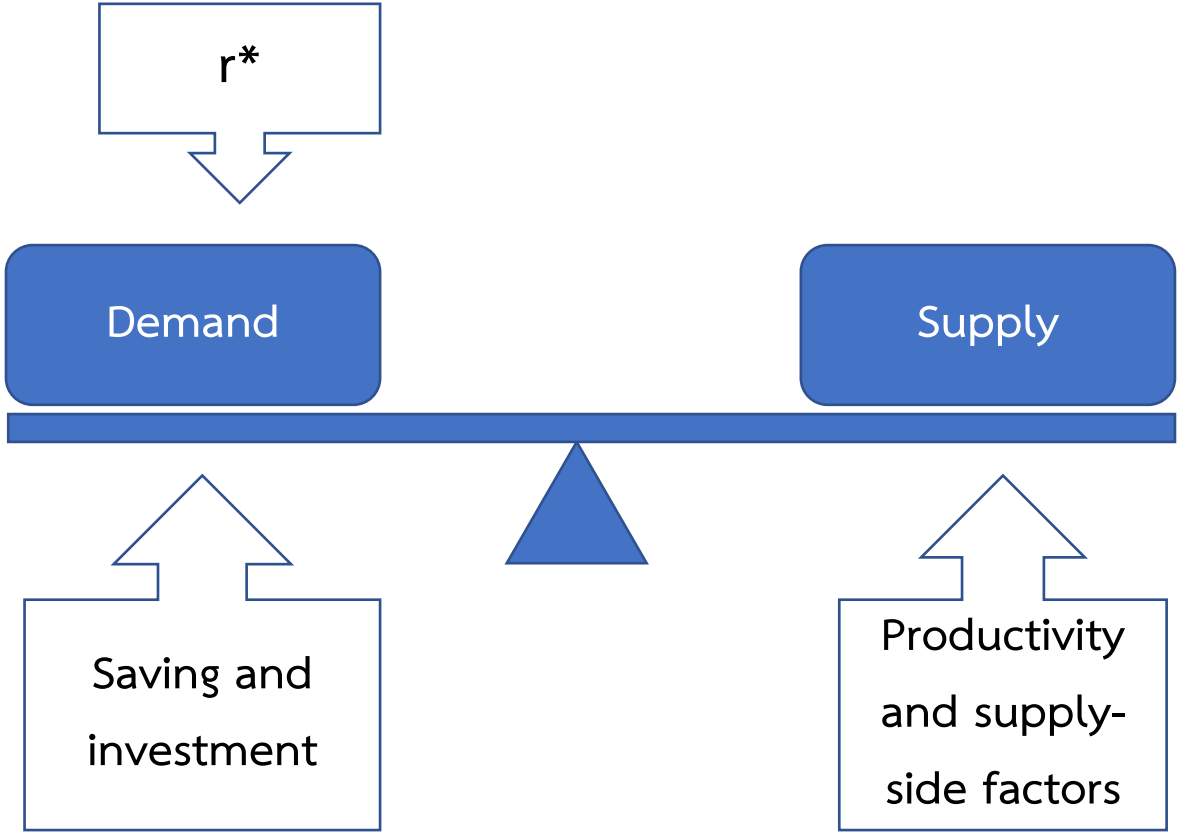 r*
Demand
Supply
Saving and
investment
Productivity
and supply-
side factors